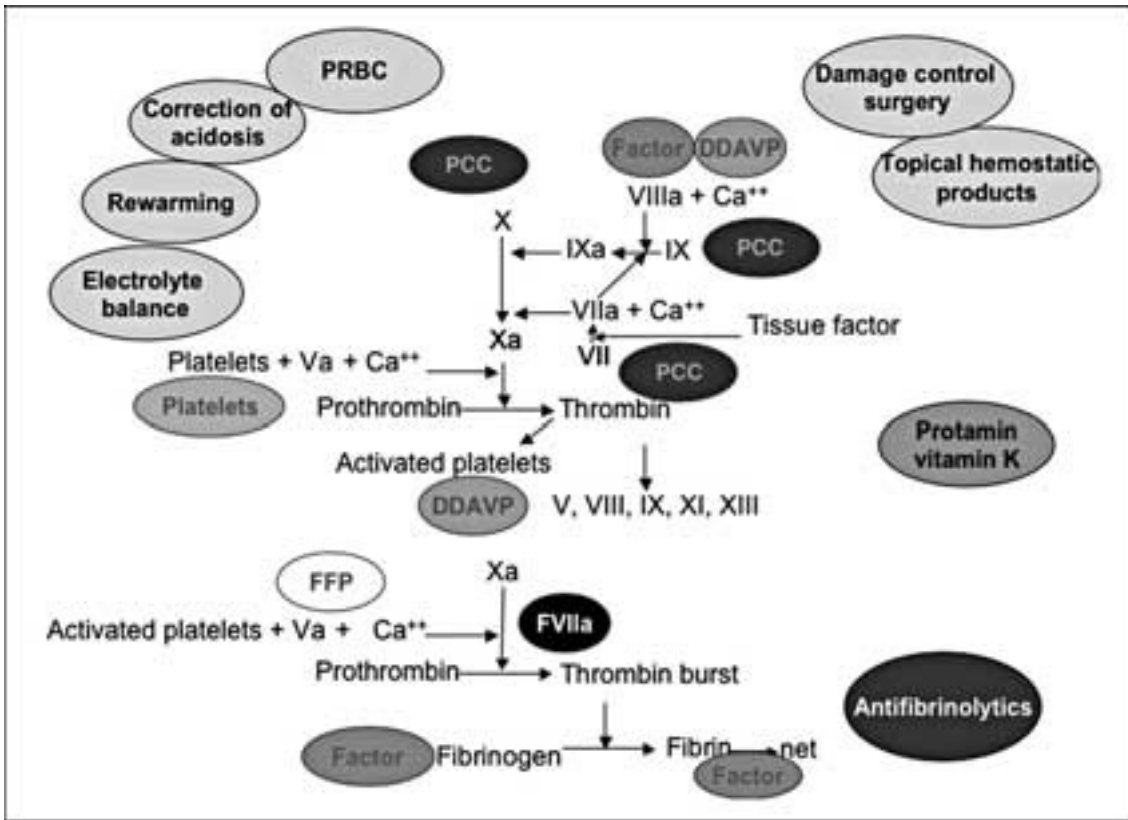 PRBC
Correction of
acidosis
Rewarming
Electrolyte
balance
Damage control
surgery
Topical hemostatic
products
PCC
Factor DDAVP
VIIIa + Ca⁺⁺
X
IXa IX PCC
VIIa + Ca⁺⁺
Tissue factor
Xa
VII
PCC
Platelets + Va + Ca⁺⁺
Platelets
Prothrombin Thrombin
Activated platelets
DDAVP
V, VIII, IX, XI, XIII
Protamin
vitamin K
FFP
Xa
FVIIa
Activated platelets + Va + Ca⁺⁺
Prothrombin Thrombin burst
Antifibrinolytics
Factor Fibrinogen Fibrin net
Factor